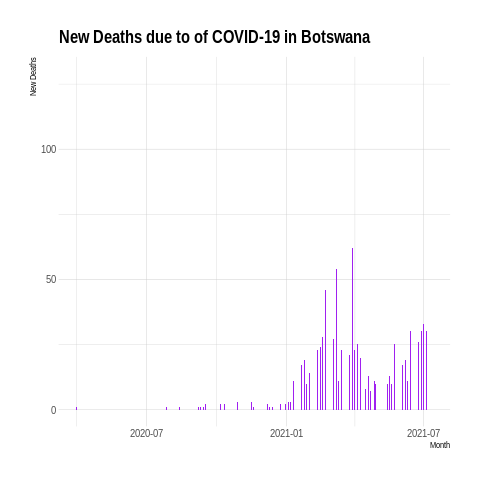 New Deaths due to of COVID-19 in Botswana
New Deaths
100
50
0
2020-07 2021-01 2021-07
Month